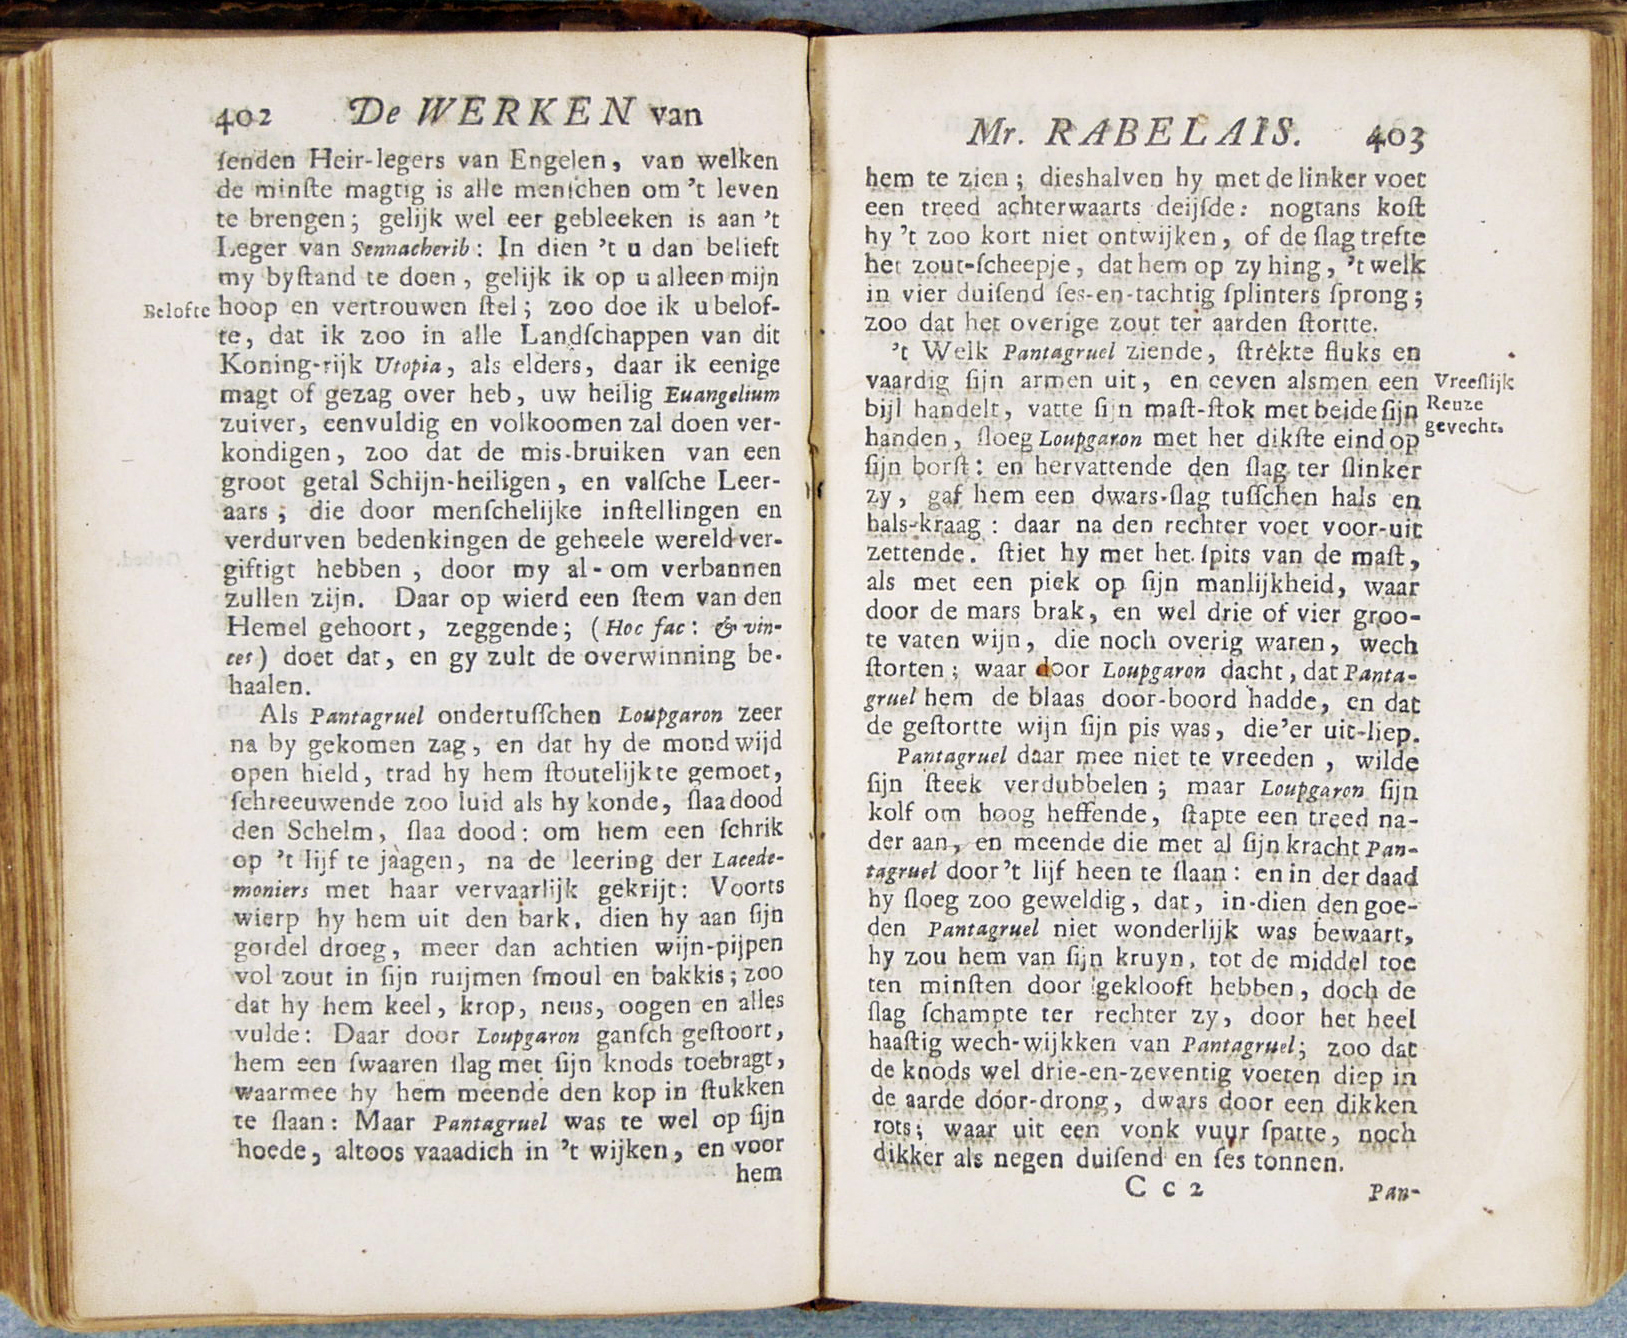 402 De WERKEN van
ſenden Heir-legers van Engelen, van welken
de minſte magtig is alle menſchen om 't leven
te brengen; gelijk wel eer gebleeken is aan 't
Leger van Sennacherib: In dien 't u dan belieft
my byſtand te doen, gelijk ik op u alleen mijn
Belofte
hoop en vertrouwen ſtel; zoo doe ik u belof-
te, dat ik zoo in alle Landſchappen van dit
Koning-rijk Utopia, als elders, daar ik eenige
magt of gezag over heb, uw heilig Euangelium
zuiver, eenvuldig en volkoomen zal doen ver-
kondigen, zoo dat de mis-bruiken van een
groot getal Schijn-heiligen, en valſche Leer-
aars; die door menſchelijke inſtellingen en
verdurven bedenkingen de geheele wereld ver-
giftigt hebben, door my al-om verbannen
zullen zijn. Daar op wierd een ſtem van den
Hemel gehoort, zeggende; (Hoc fac: & vin-
ces) doet dat, en gy zult de overwinning be-
haalen.
Als Pantagruel ondertuſſchen Loupgaron zeer
na by gekomen zag, en dat hy de mond wijd
open hield, trad hy hem ſtoutelijk te gemoet,
ſchreeuwende zoo luid als hy konde, ſlaa dood
den Schelm, ſlaa dood: om hem een ſchrik
op 't lijf te jaagen, na de leering der Lacede-
moniers met haar vervaarlijk gekrijt: Voorts
wierp hy hem uit den bark, dien hy aan ſijn
gordel droeg, meer dan achtien wijn-pijpen
vol zout in ſijn ruijmen ſmoul en bakkis; zoo
dat hy hem keel, krop, neus, oogen en alles
vulde: Daar door Loupgaron ganſch geſtoort,
hem een ſwaaren ſlag met ſijn knods toebragt,
waarmee hy hem meende den kop in ſtukken
te ſlaan: Maar Pantagruel was te wel op ſijn
hoede, altoos vaaadich in 't wijken, en voor
hem
Mr. RABELAIS. 403
hem te zien; dieshalven hy met de linker voet
een treed achterwaarts deijſde: nogtans koſt
hy 't zoo kort niet ontwijken, of de ſlag trefte
het zout-ſcheepje, dat hem op zy hing, 't welk
in vier duiſend ſes-en-tachtig ſplinters ſprong;
zoo dat het overige zout ter aarden ſtortte.
't Welk Pantagruel ziende, ſtrekte fluks en
vaardig ſijn armen uit, en eeven alsmen een
bijl handelt, vatte ſijn maſt-ſtok met beide ſijn
handen, ſloeg Loupgaron met het dikſte eind op
Vreeſlijk
Reuze
gevecht.
ſijn borſt: en hervattende den ſlag ter ſlinker
zy, gaf hem een dwars-ſlag tuſſchen hals en
hals-kraag: daar na den rechter voet voor-uit
zettende, ſtiet hy met het ſpits van de maſt,
als met een piek op ſijn manlijkheid, waar
door de mars brak, en wel drie of vier groo-
te vaten wijn, die noch overig waren, wech
ſtorten; waar door Loupgaron dacht, dat Panta-
gruel hem de blaas door-boord hadde, en dat
de geſtortte wijn ſijn pis was, die'er uit-liep.
Pantagruel daar mee niet te vreeden, wilde
ſijn ſteek verdubbelen; maar Loupgaron ſijn
kolf om hoog heffende, ſtapte een treed na-
der aan, en meende die met al ſijn kracht Pan-
tagruel door 't lijf heen te ſlaan: en in der daad
hy ſloeg zoo geweldig, dat, in-dien den goe-
den Pantagruel niet wonderlijk was bewaart,
hy zou hem van ſijn kruyn, tot de middel toe
ten minſten door geklooft hebben, doch de
ſlag ſchampte ter rechter zy, door het heel
haaſtig wech-wijkken van Pantagruel; zoo dat
de knods wel drie-en-zeventig voeten diep in
de aarde door-drong, dwars door een dikken
rots; waar uit een vonk vuur ſpatte, noch
dikker als negen duiſend en ſes tonnen.
C c 2 Pan-